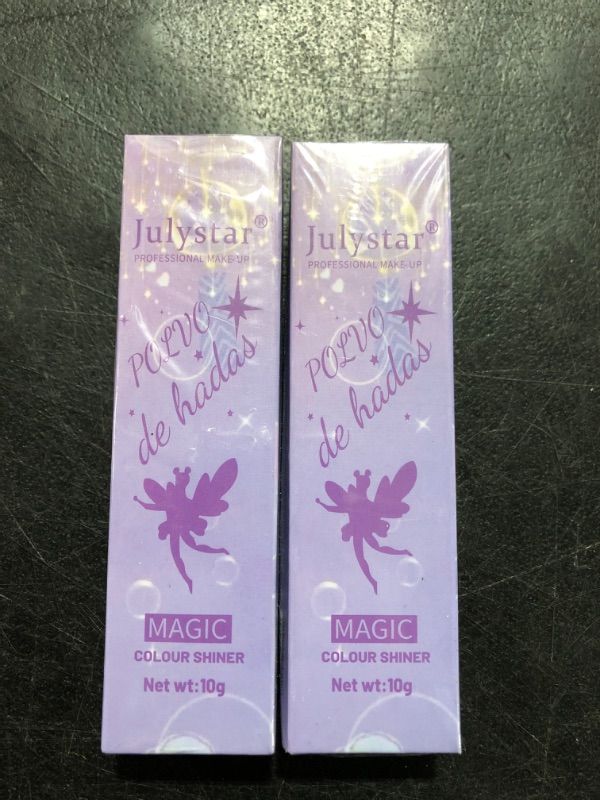 Julystar®
PROFESSIONAL MAKE-UP
POLVO
de hadas
MAGIC
COLOUR SHINER
Net wt:10g
Julystar®
PROFESSIONAL MAKE-UP
POLVO
de hadas
MAGIC
COLOUR SHINER
Net wt:10g